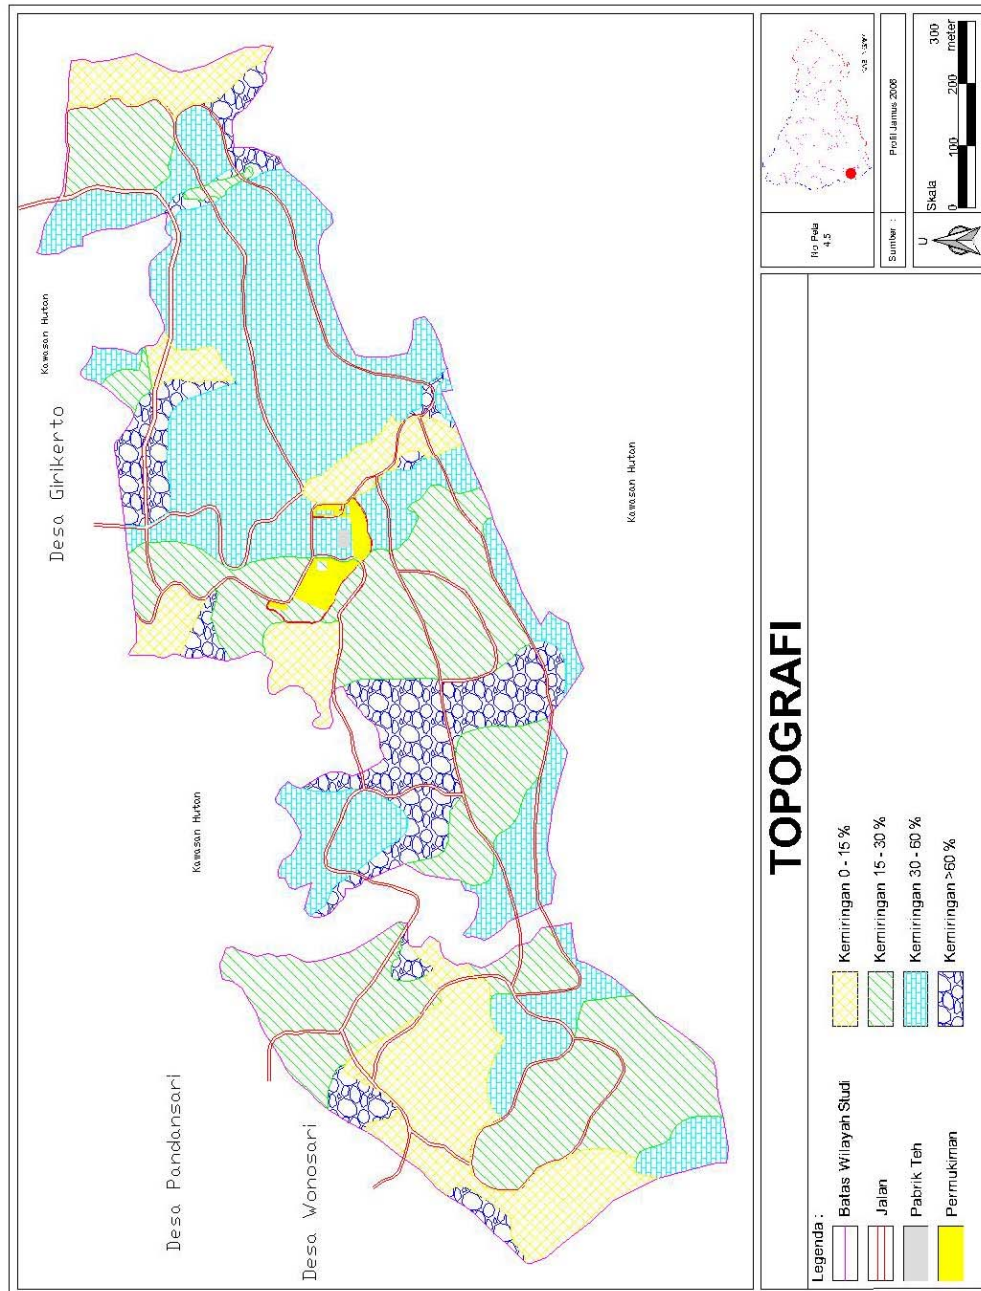 Desa Girikerto
Kawasan Hutan
Kawasan Hutan
Kawasan Hutan
Desa Pandansari
Desa Wonosari
TOPOGRAFI
Legenda :
Batas Wilayah Studi
Jalan
Pabrik Teh
Permukiman
Kemiringan 0 - 15 %
Kemiringan 15 - 30 %
Kemiringan 30 - 60 %
Kemiringan >60 %
No Peta
4.5
Sumber :
Profil Jamus 2006
U
Skala
0 100 200 300
meter